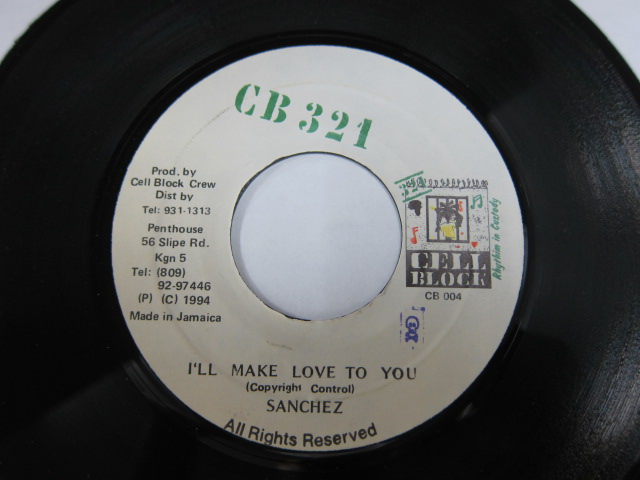 CB 321
Prod. by
Cell Block Crew
Dist by
Tel: 931-1313
Penthouse
56 Slipe Rd.
Kgn 5
Tel: (809)
92-97446
(P) (C) 1994
Made in Jamaica
321
Rhythm in Custody
CELL
BLOCK
CB 004
I'LL MAKE LOVE TO YOU
(Copyright Control)
SANCHEZ
All Rights Reserved